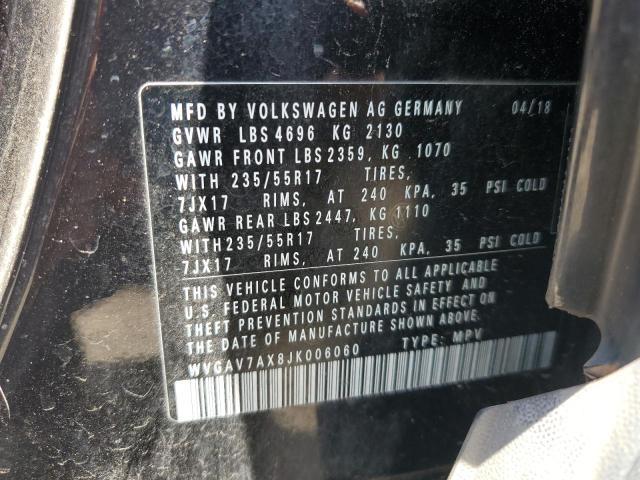 MFD BY VOLKSWAGEN AG GERMANY 04/18
GVWR LBS 4696 KG 2130
GAWR FRONT LBS 2359, KG 1070
WITH 235/55R17 TIRES,
7JX17 RIMS, AT 240 KPA, 35 PSI COLD
GAWR REAR LBS 2447, KG 1110
WITH 235/55R17 TIRES,
7JX17 RIMS, AT 240 KPA, 35 PSI COLD
THIS VEHICLE CONFORMS TO ALL APPLICABLE
U.S. FEDERAL MOTOR VEHICLE SAFETY AND
THEFT PREVENTION STANDARDS IN EFFECT ON
THE DATE OF MANUFACTURE SHOWN ABOVE.
WVGAV7AX8JK006060 TYPE: MPV